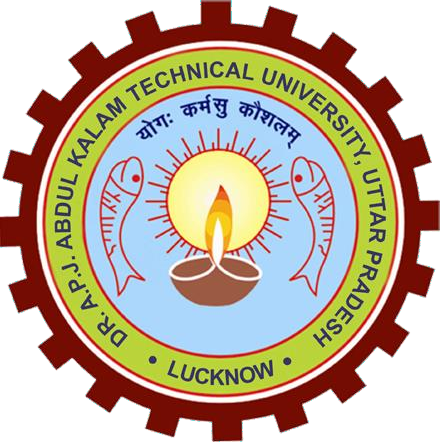 DR. A.P.J. ABDUL KALAM TECHNICAL UNIVERSITY, UTTAR PRADESH
योगः कर्मसु कौशलम्
• LUCKNOW •